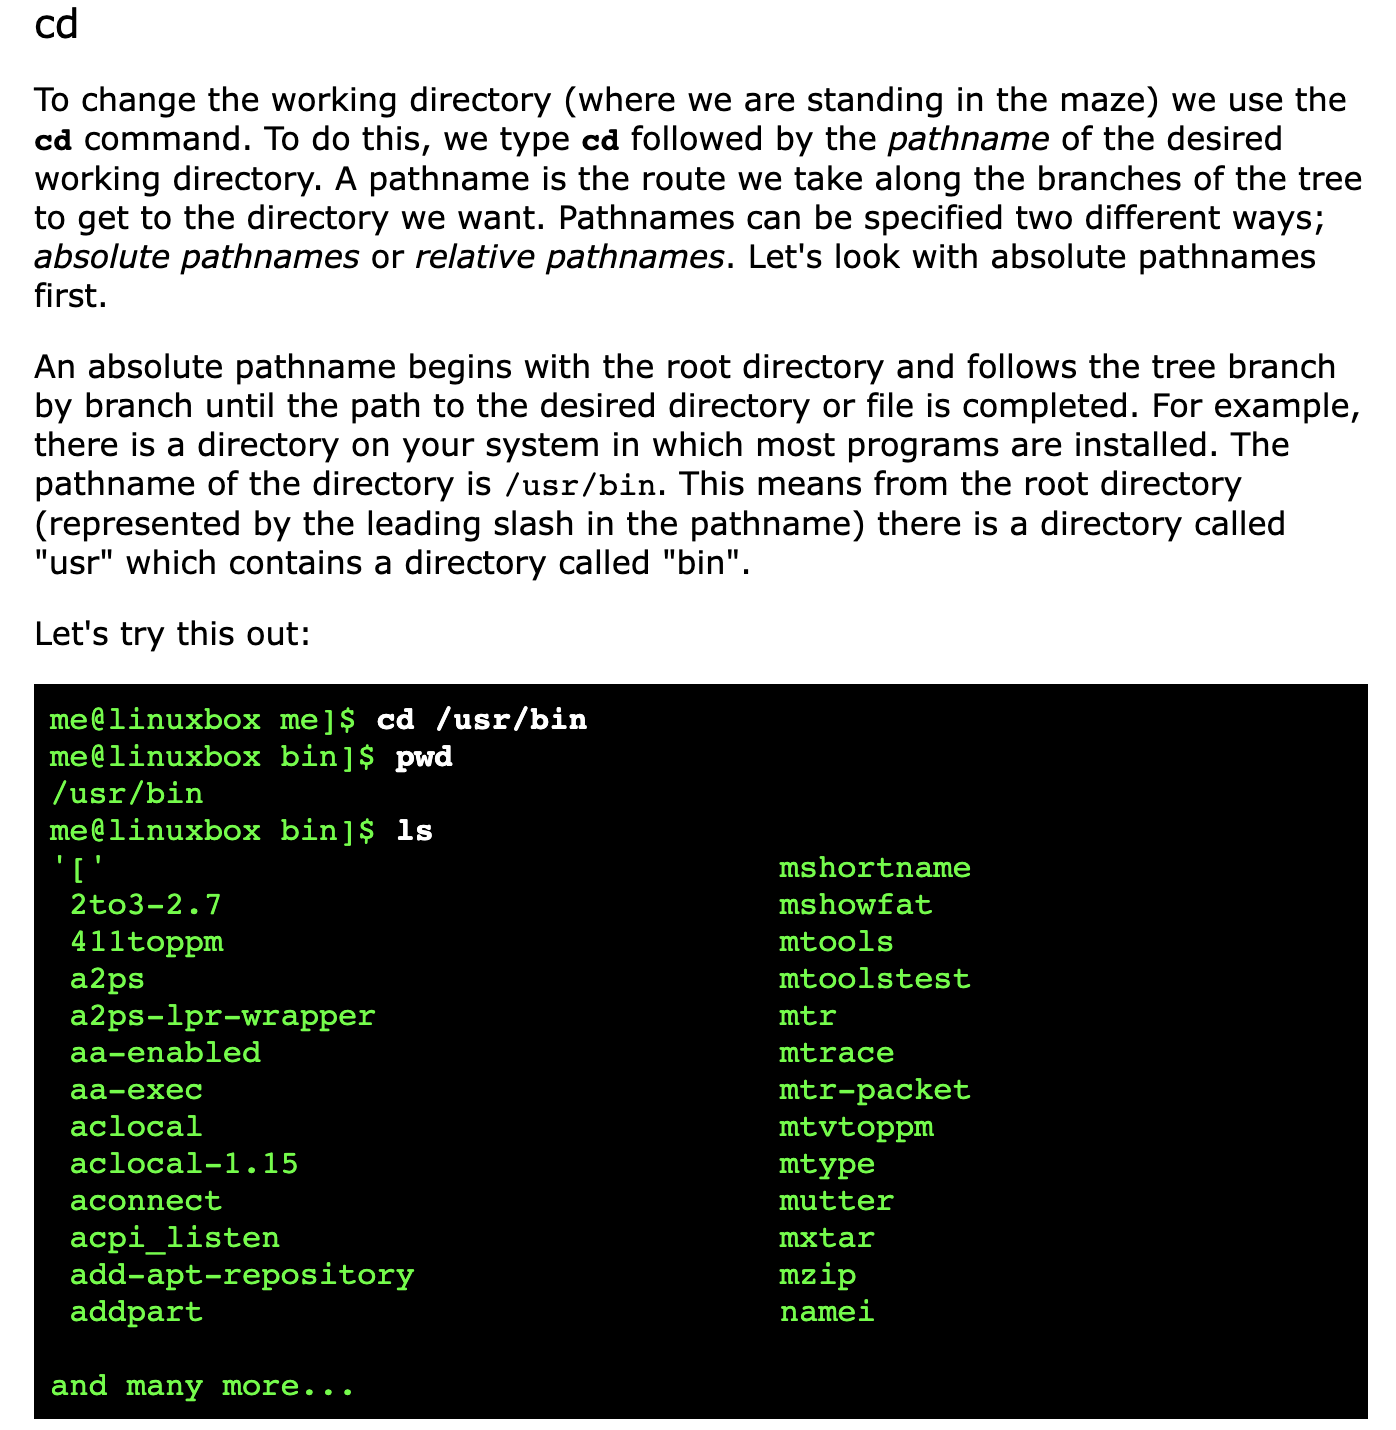 cd
To change the working directory (where we are standing in the maze) we use the
cd command. To do this, we type cd followed by the pathname of the desired
working directory. A pathname is the route we take along the branches of the tree
to get to the directory we want. Pathnames can be specified two different ways;
absolute pathnames or relative pathnames. Let's look with absolute pathnames
first.
An absolute pathname begins with the root directory and follows the tree branch
by branch until the path to the desired directory or file is completed. For example,
there is a directory on your system in which most programs are installed. The
pathname of the directory is /usr/bin. This means from the root directory
(represented by the leading slash in the pathname) there is a directory called
"usr" which contains a directory called "bin".
Let's try this out:
me@linuxbox me]$ cd /usr/bin
me@linuxbox bin]$ pwd
/usr/bin
me@linuxbox bin]$ ls
'[' mshortname
2to3-2.7 mshowfat
411toppm mtools
a2ps mtoolstest
a2ps-lpr-wrapper mtr
aa-enabled mtrace
aa-exec mtr-packet
aclocal mtvtoppm
aclocal-1.15 mtype
aconnect mutter
acpi_listen mxtar
add-apt-repository mzip
addpart namei
and many more...